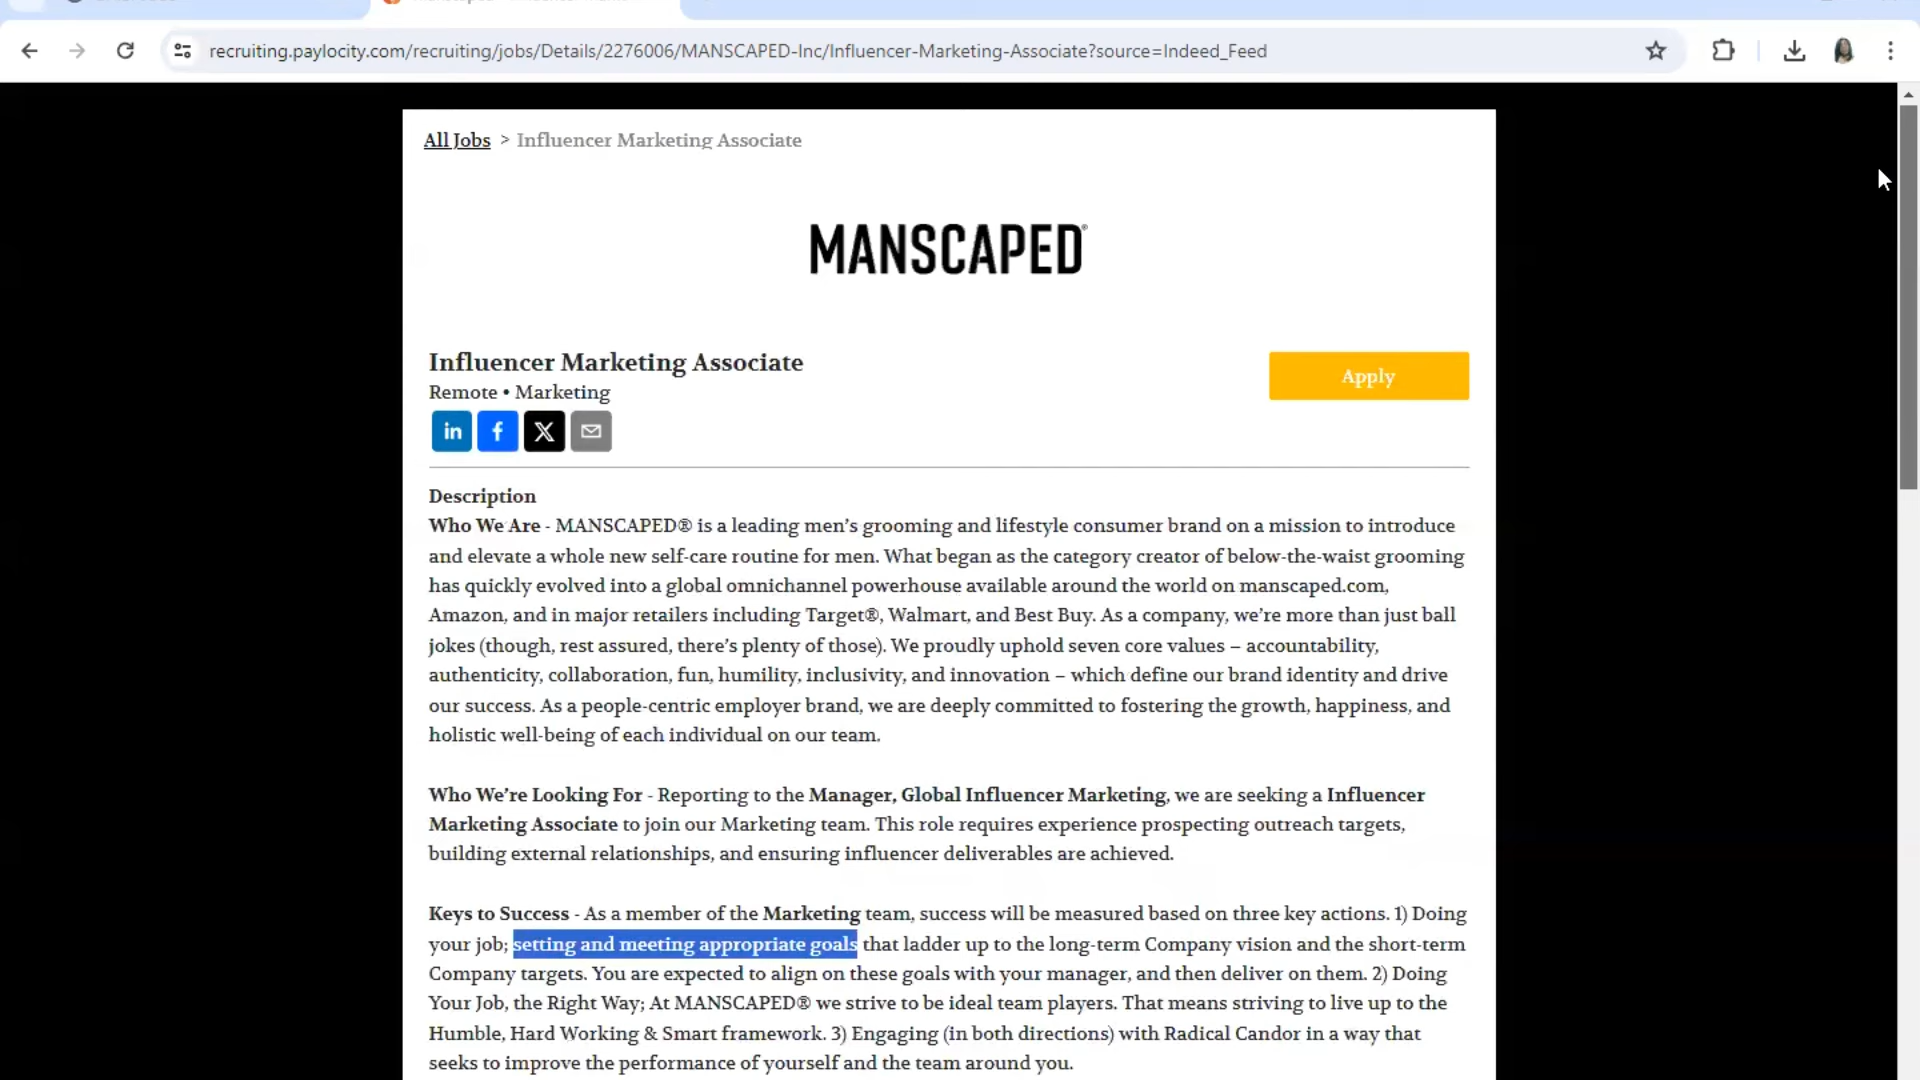 recruiting.paylocity.com/recruiting/jobs/Details/2276006/MANSCAPED-Inc/Influencer-Marketing-Associate?source=Indeed_Feed
All Jobs > Influencer Marketing Associate
MANSCAPED®
Influencer Marketing Associate
Apply
Remote • Marketing
in f X
Description
Who We Are - MANSCAPED® is a leading men’s grooming and lifestyle consumer brand on a mission to introduce
and elevate a whole new self-care routine for men. What began as the category creator of below-the-waist grooming
has quickly evolved into a global omnichannel powerhouse available around the world on manscaped.com,
Amazon, and in major retailers including Target®, Walmart, and Best Buy. As a company, we’re more than just ball
jokes (though, rest assured, there’s plenty of those). We proudly uphold seven core values – accountability,
authenticity, collaboration, fun, humility, inclusivity, and innovation – which define our brand identity and drive
our success. As a people-centric employer brand, we are deeply committed to fostering the growth, happiness, and
holistic well-being of each individual on our team.
Who We’re Looking For - Reporting to the Manager, Global Influencer Marketing, we are seeking a Influencer
Marketing Associate to join our Marketing team. This role requires experience prospecting outreach targets,
building external relationships, and ensuring influencer deliverables are achieved.
Keys to Success - As a member of the Marketing team, success will be measured based on three key actions. 1) Doing
your job; setting and meeting appropriate goals that ladder up to the long-term Company vision and the short-term
Company targets. You are expected to align on these goals with your manager, and then deliver on them. 2) Doing
Your Job, the Right Way; At MANSCAPED® we strive to be ideal team players. That means striving to live up to the
Humble, Hard Working & Smart framework. 3) Engaging (in both directions) with Radical Candor in a way that
seeks to improve the performance of yourself and the team around you.